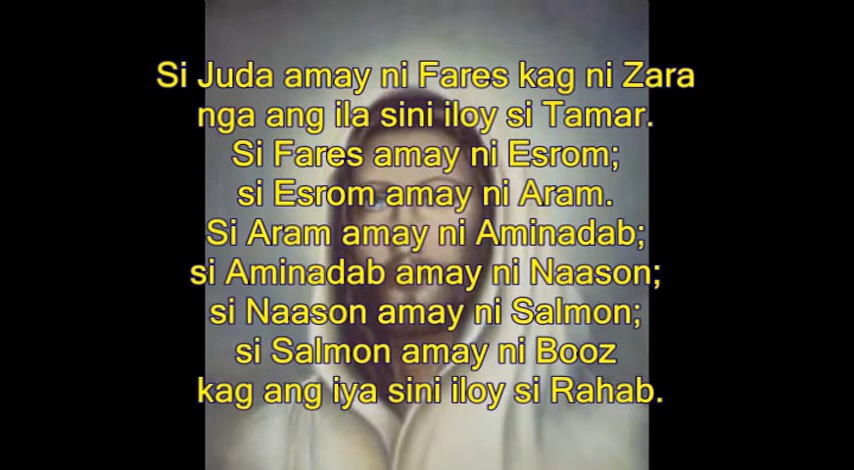 Si Juda amay ni Fares kag ni Zara
nga ang ila sini iloy si Tamar.
Si Fares amay ni Esrom;
si Esrom amay ni Aram.
Si Aram amay ni Aminadab;
si Aminadab amay ni Naason;
si Naason amay ni Salmon;
si Salmon amay ni Booz
kag ang iya sini iloy si Rahab.